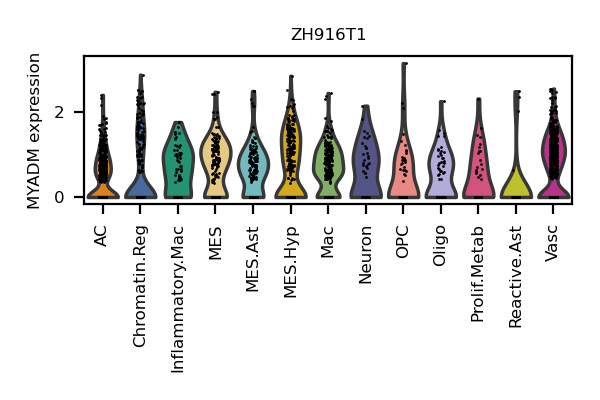 ZH916T1
MYADM expression
2
0
AC
Chromatin.Reg
Inflammatory.Mac
MES
MES.Ast
MES.Hyp
Mac
Neuron
OPC
Oligo
Prolif.Metab
Reactive.Ast
Vasc